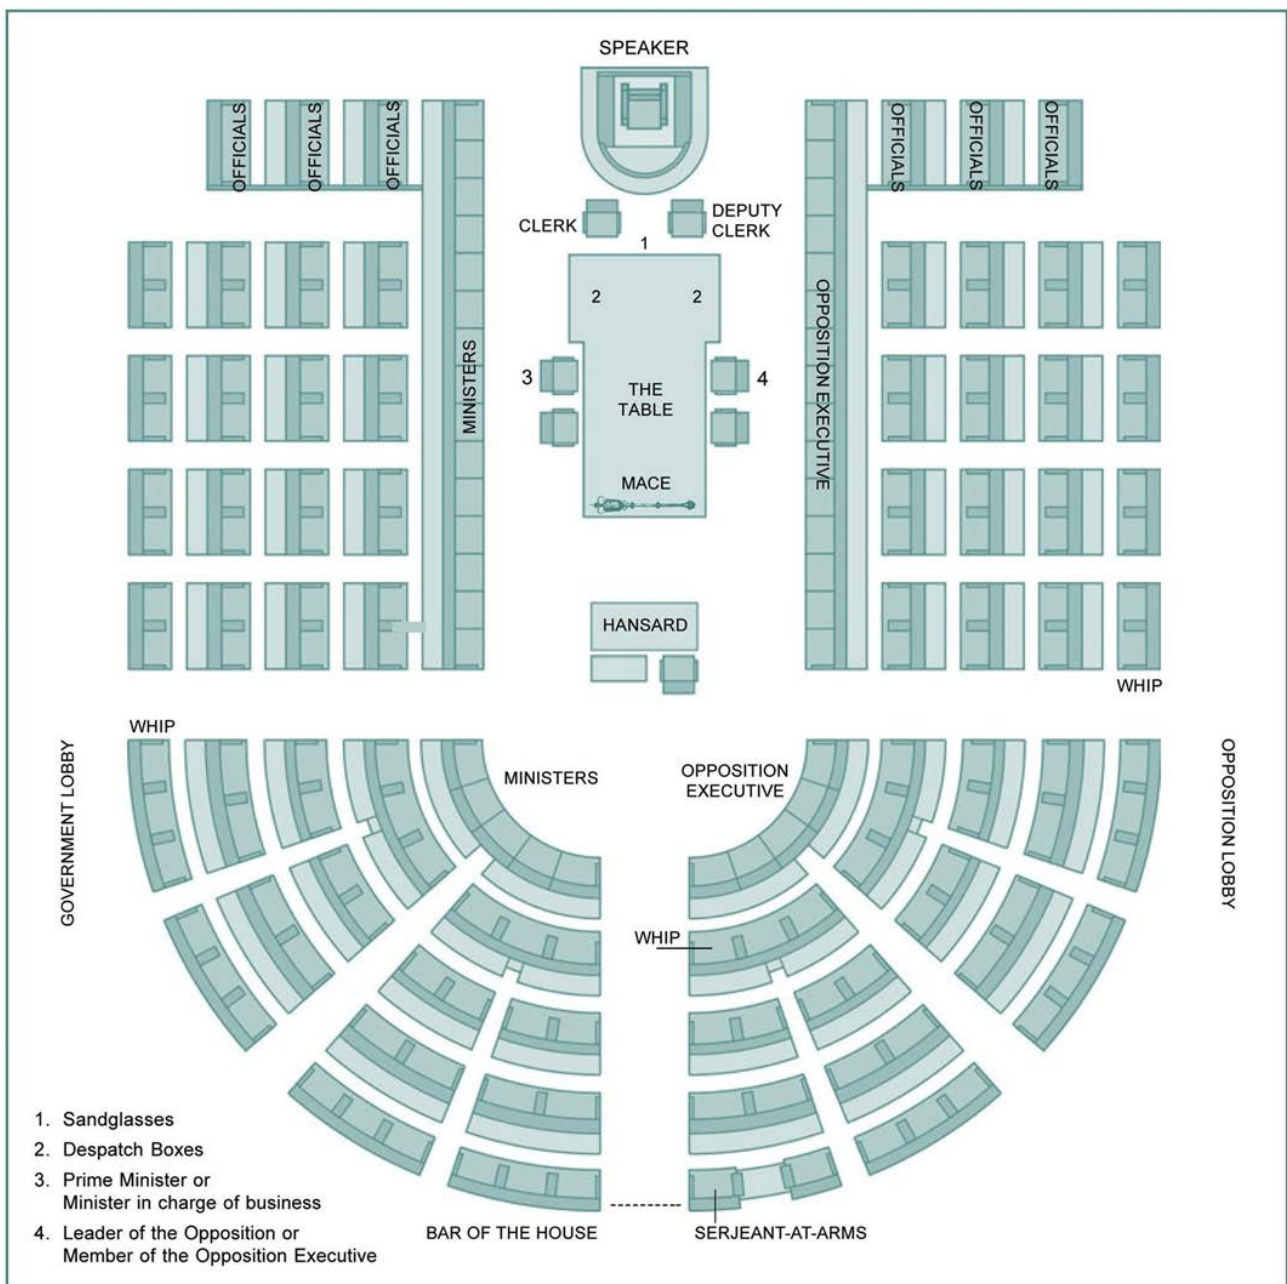 SPEAKER
OFFICIALS
OFFICIALS
OFFICIALS
OFFICIALS
OFFICIALS
OFFICIALS
CLERK
DEPUTY
CLERK
1
2
2
MINISTERS
OPPOSITION EXECUTIVE
3
4
THE
TABLE
MACE
HANSARD
WHIP
WHIP
GOVERNMENT LOBBY
MINISTERS
OPPOSITION
EXECUTIVE
OPPOSITION LOBBY
WHIP
1. Sandglasses
2. Despatch Boxes
3. Prime Minister or
Minister in charge of business
4. Leader of the Opposition or
Member of the Opposition Executive
BAR OF THE HOUSE
SERJEANT-AT-ARMS